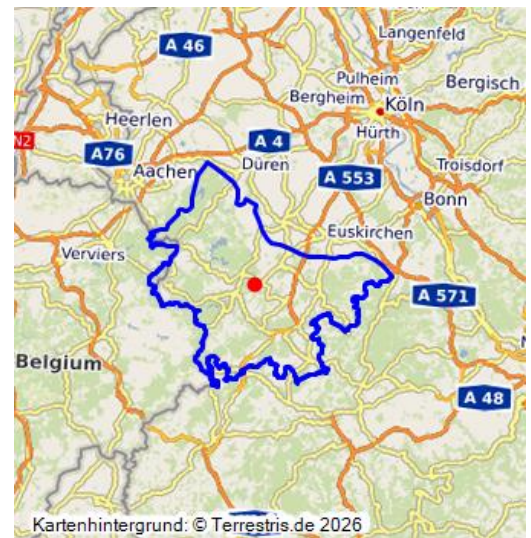 Langenfeld
A 46
Pulheim
Bergisch
Bergheim
Köln
Heerlen
Hürth
N2
A76
A 4
Aachen
Düren
A 553
Troisdorf
Bonn
Euskirchen
Verviers
A 571
Belgium
A 48
Kartenhintergrund: © Terrestris.de 2026